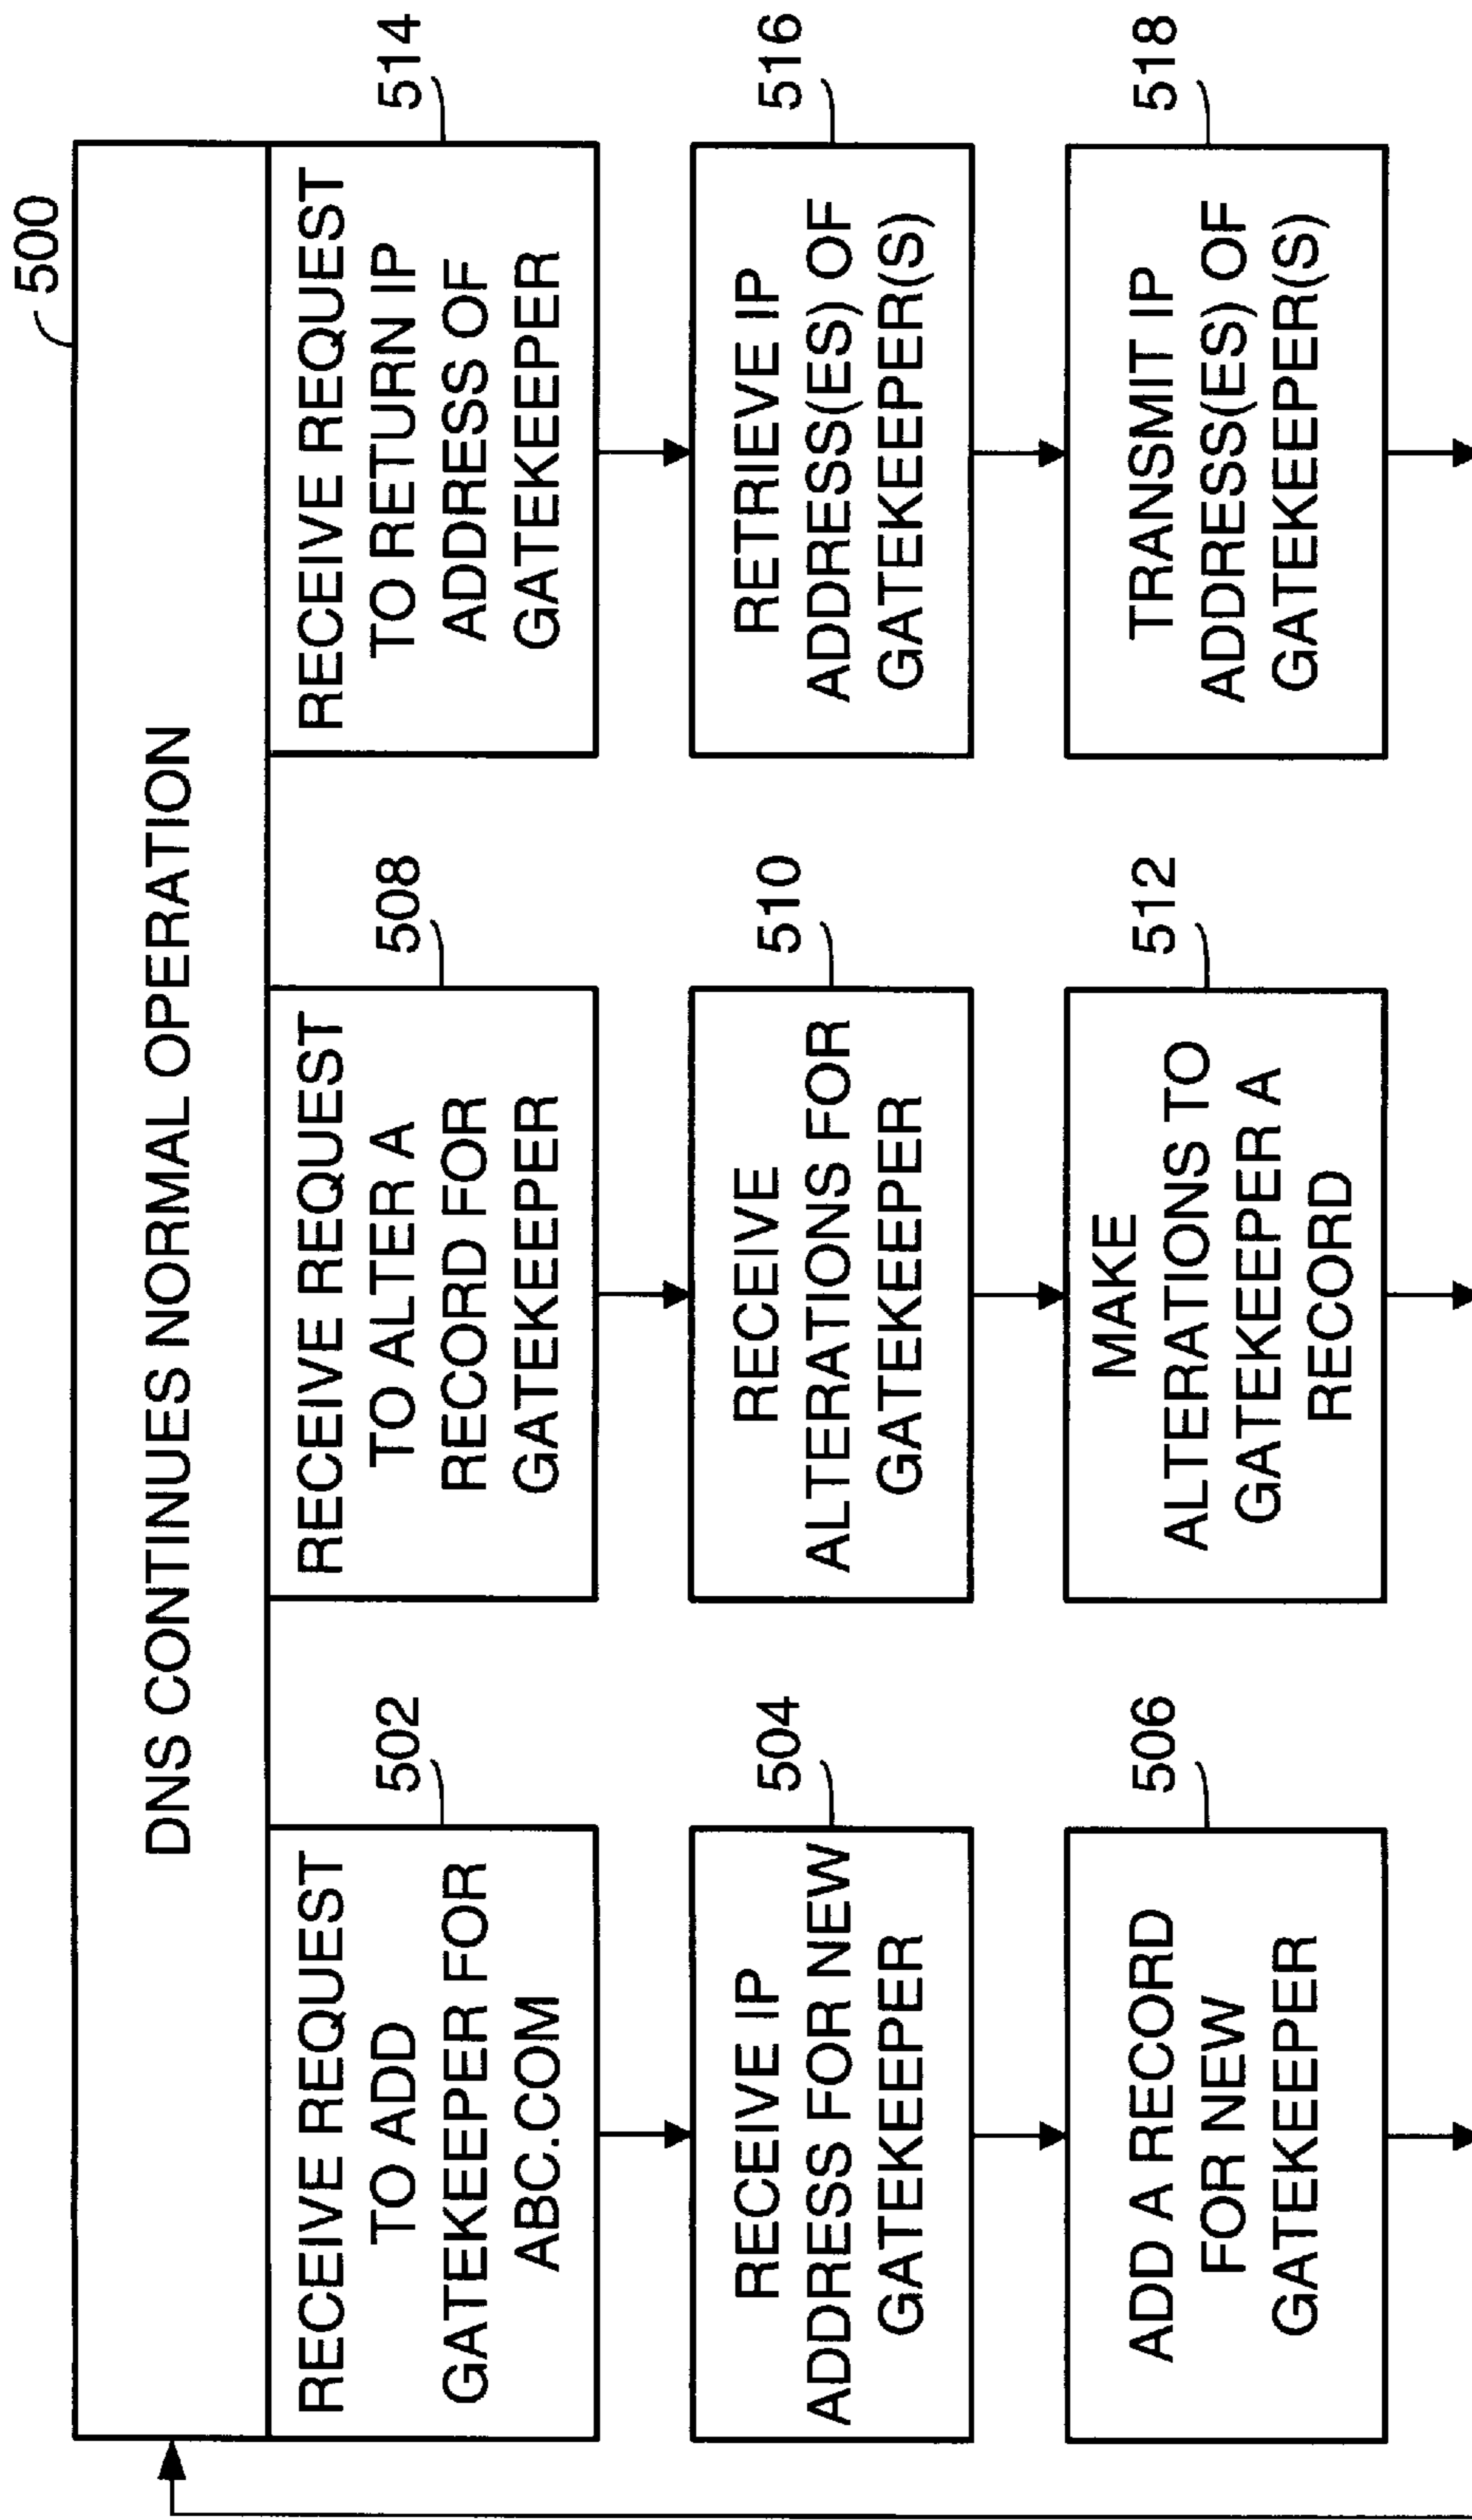 500
DNS CONTINUES NORMAL OPERATION
502
RECEIVE REQUEST
TO ADD
GATEKEEPER FOR
ABC.COM
504
RECEIVE IP
ADDRESS FOR NEW
GATEKEEPER
506
ADD A RECORD
FOR NEW
GATEKEEPER
508
RECEIVE REQUEST
TO ALTER A
RECORD FOR
GATEKEEPER
510
RECEIVE
ALTERATIONS FOR
GATEKEEPER
512
MAKE
ALTERATIONS TO
GATEKEEPER A
RECORD
514
RECEIVE REQUEST
TO RETURN IP
ADDRESS OF
GATEKEEPER
516
RETRIEVE IP
ADDRESS(ES) OF
GATEKEEPER(S)
518
TRANSMIT IP
ADDRESS(ES) OF
GATEKEEPER(S)